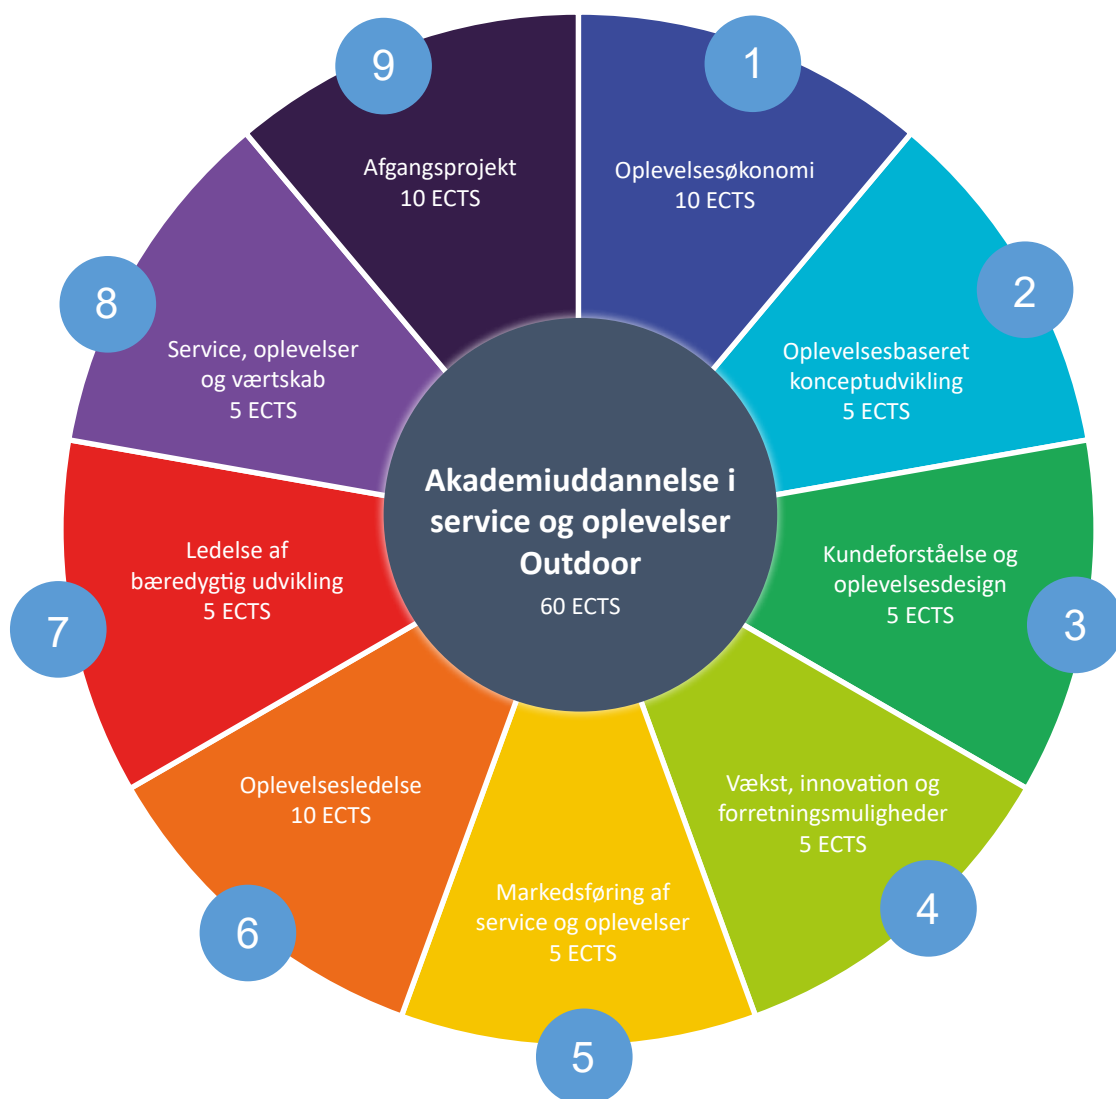 Akademiuddannelse i
service og oplevelser
Outdoor
60 ECTS
1
Oplevelsesøkonomi
10 ECTS
2
Oplevelsesbaseret
konceptudvikling
5 ECTS
3
Kundeforståelse og
oplevelsesdesign
5 ECTS
4
Vækst, innovation og
forretningsmuligheder
5 ECTS
5
Markedsføring af
service og oplevelser
5 ECTS
6
Oplevelsesledelse
10 ECTS
7
Ledelse af
bæredygtig udvikling
5 ECTS
8
Service, oplevelser
og værtskab
5 ECTS
9
Afgangsprojekt
10 ECTS